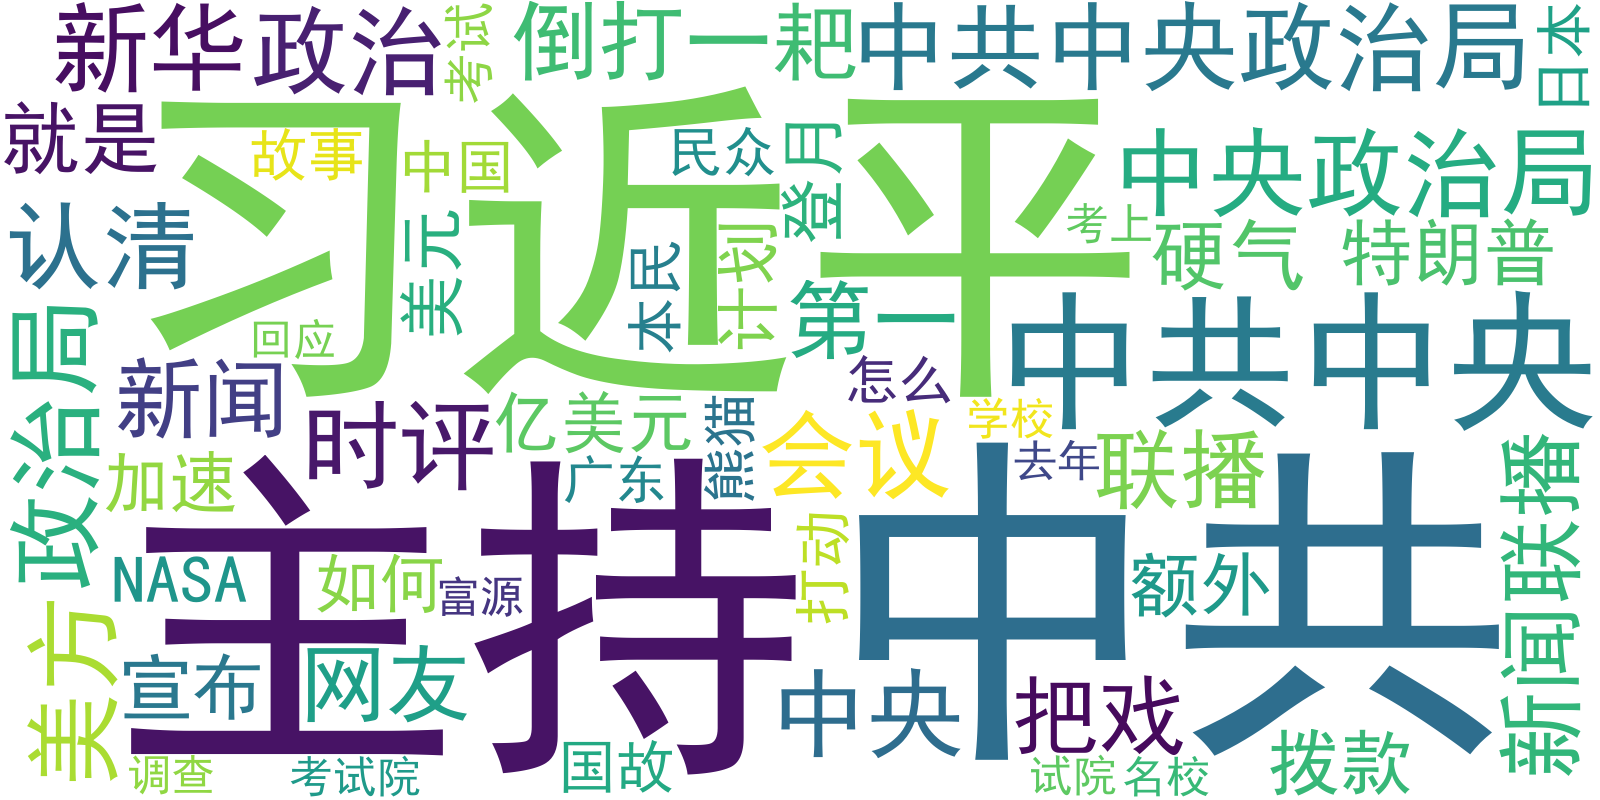 新华
政治
考试
倒打一耙
中共中央政治局
日本
就是
习近平
故事
中国
民众
登月
中央政治局
认清
美元
本民
计划
考上
硬气
特朗普
回应
第一
中共中央
政治局
新闻
时评
亿美元
熊猫
怎么
会议
学校
去年
联播
加速
广东
主持
中共
新闻联播
NASA
如何
富源
打动
额外
美方
宣布
网友
中央
把戏
拨款
调查
考试院
国故
试院
名校